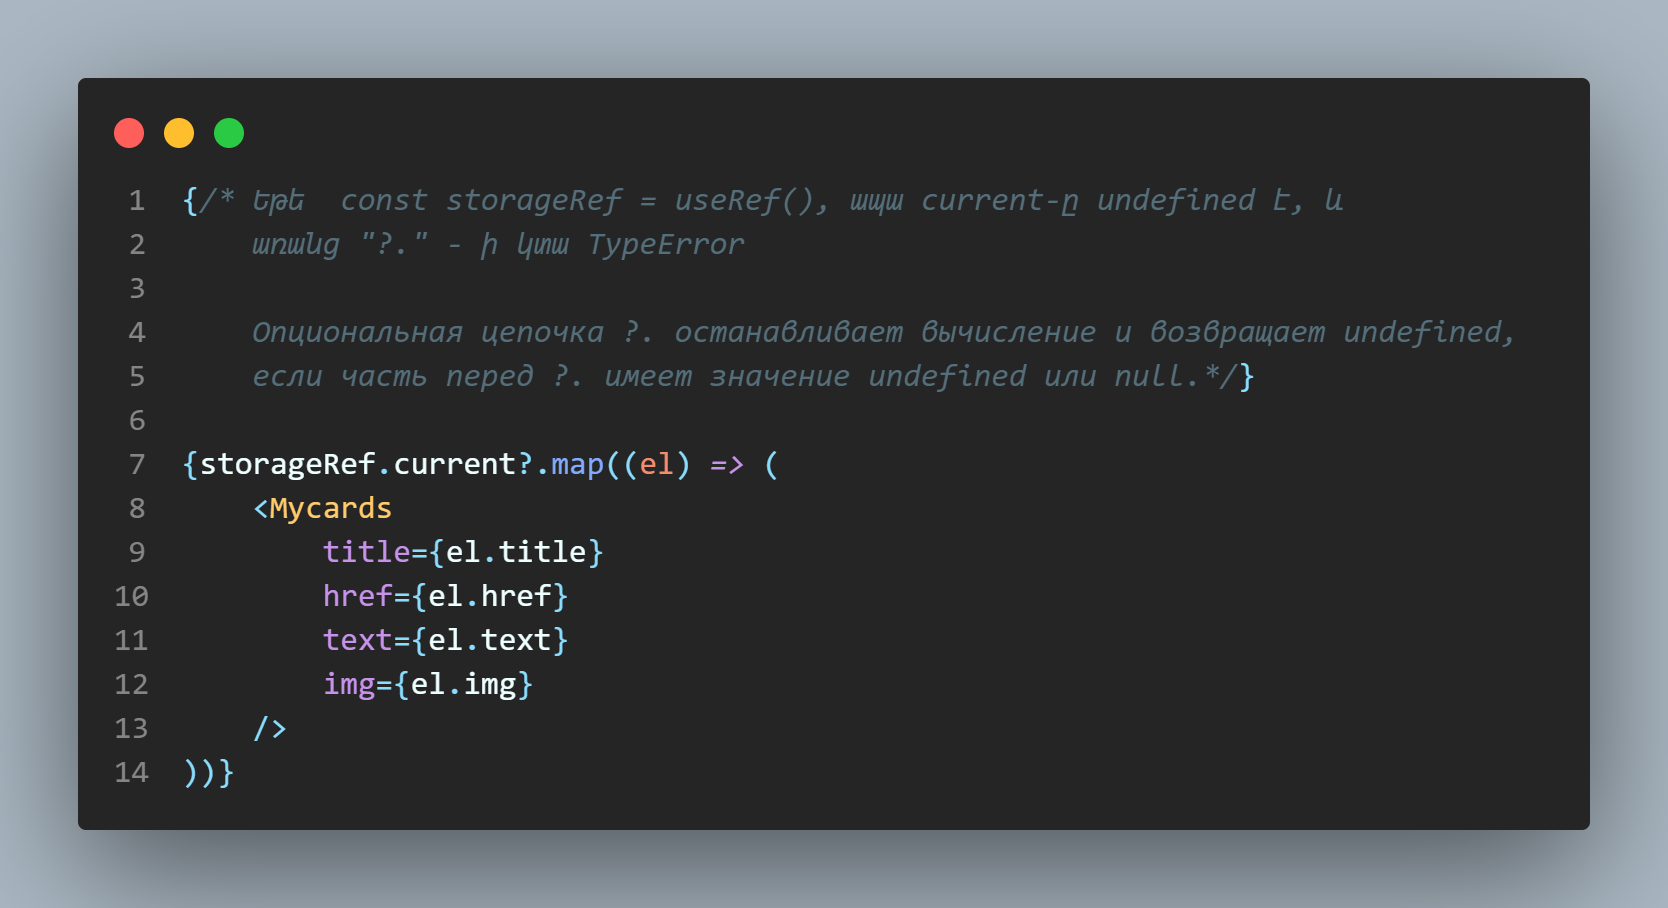 1 {/* Եթե  const storageRef = useRef(), ապա current-ը undefined է, և
2     առանց "?." - ի կտա TypeError
3
4     Опциональная цепочка ?. останавливает вычисление и возвращает undefined,
5     если часть перед ?. имеет значение undefined или null.*/}
6
7 {storageRef.current?.map((el) => (
8     <Mycards
9         title={el.title}
10         href={el.href}
11         text={el.text}
12         img={el.img}
13     />
14 ))}